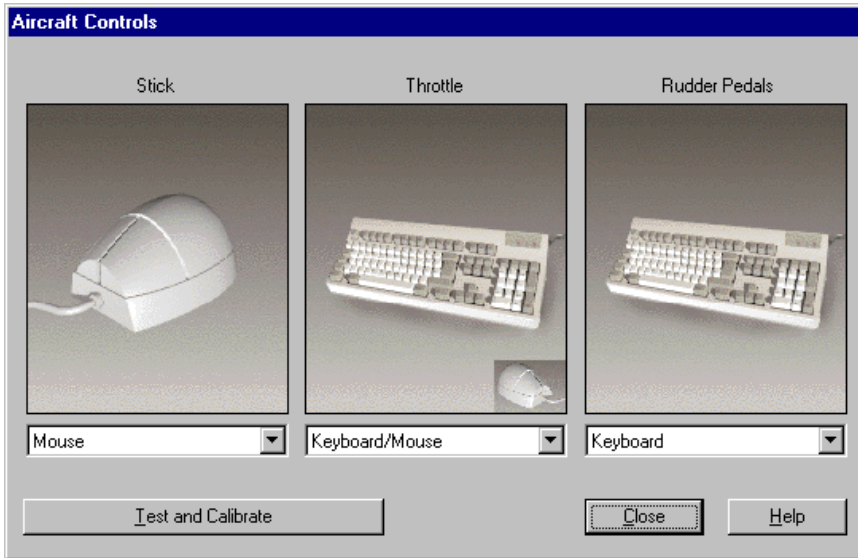 Aircraft Controls
Stick
Throttle
Rudder Pedals
Mouse
Keyboard/Mouse
Keyboard
Test and Calibrate
Close
Help